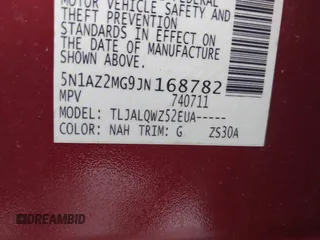 MOTOR VEHICLE SAFETY AND
THEFT PREVENTION
STANDARDS IN EFFECT ON THE
DATE OF MANUFACTURE
SHOWN ABOVE.
5N1AZ2MG9JN168782
MPV 740711
MODEL: TLJALQWZ52EUA-----
COLOR: NAH TRIM: G ZS30A
DREAMBID